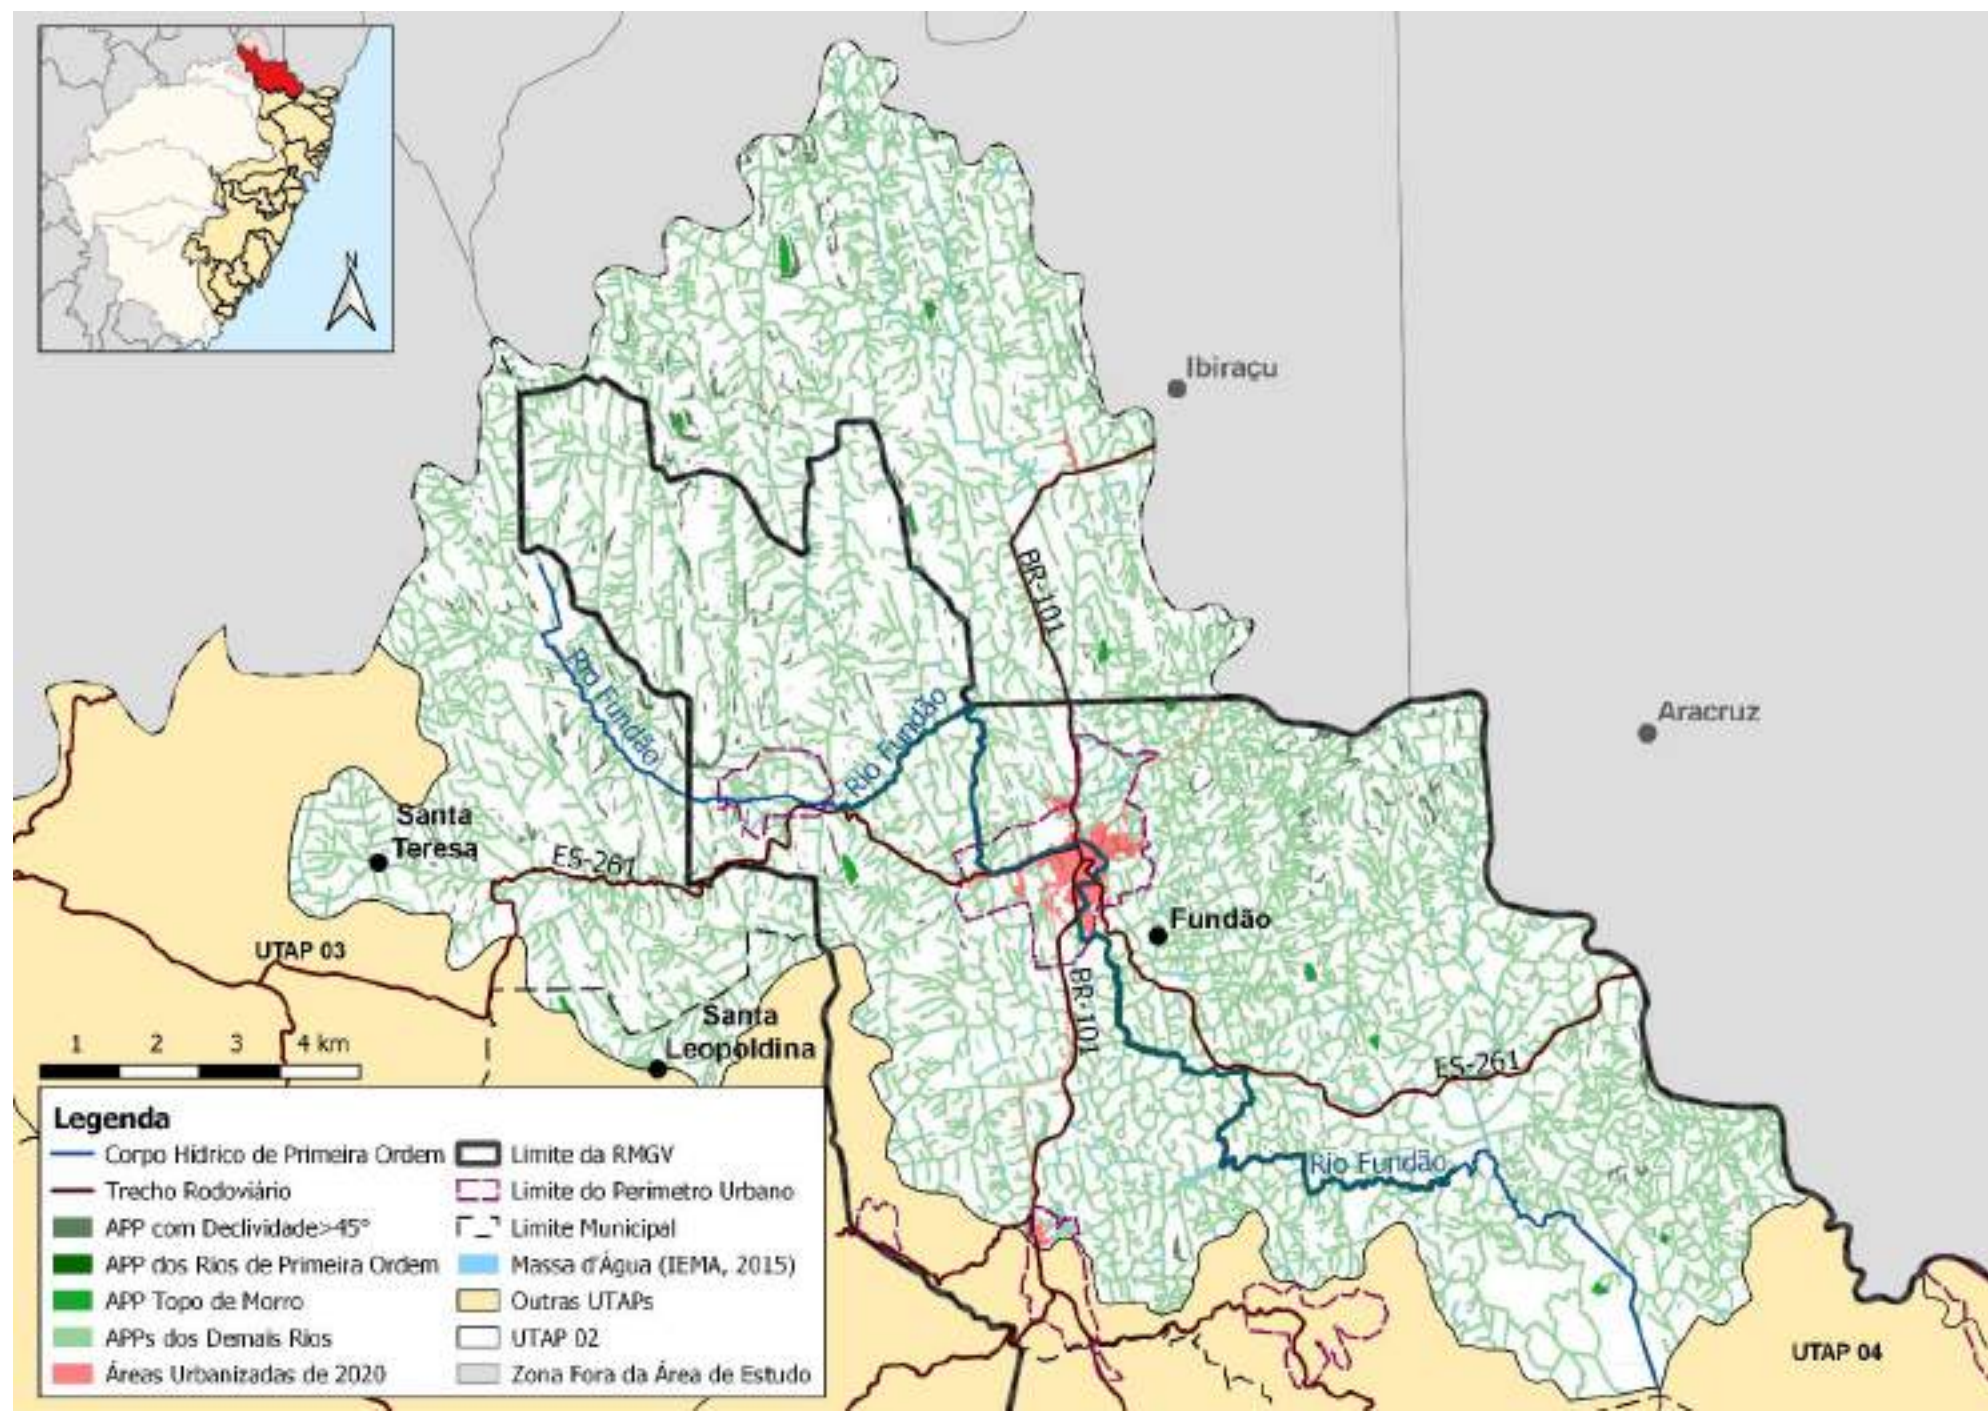 N
Ibiraçu
BR-101
Rio Fundão
Rio Fundão
Aracruz
Santa
Teresa
ES-261
Fundão
UTAP 03
BR-101
Santa
Leopoldina
1 2 3 4 km
ES-261
Rio Fundão
UTAP 04
Legenda
Corpo Hídrico de Primeira Ordem
Trecho Rodoviário
APP com Declividade>45°
APP dos Rios de Primeira Ordem
APP Topo de Morro
APPs dos Demais Rios
Áreas Urbanizadas de 2020
Limite da RMGV
Limite do Perimetro Urbano
Limite Municipal
Massa d'Água (IEMA, 2015)
Outras UTAPs
UTAP 02
Zona Fora da Área de Estudo